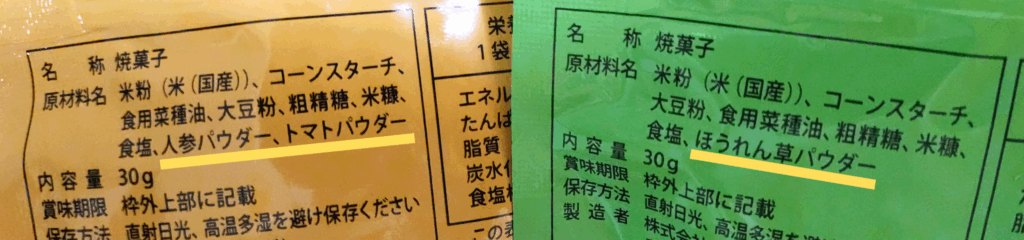 名 称 焼菓子
原材料名 米粉(米(国産))、コーンスターチ、
食用菜種油、大豆粉、粗精糖、米糠、
食塩、人参パウダー、トマトパウダー
内容量 30g
賞味期限 枠外上部に記載
保存方法 直射日光、高温多湿を避け保存ください
栄養
1袋
エネル
たんぱ
脂質
炭水化
食塩相
この表
名 称 焼菓子
原材料名 米粉(米(国産))、コーンスターチ、
大豆粉、食用菜種油、粗精糖、米糠、
食塩、ほうれん草パウダー
内容量 30g
賞味期限 枠外上部に記載
保存方法 直射日光、高温多湿を避け保存
製造者 株式会